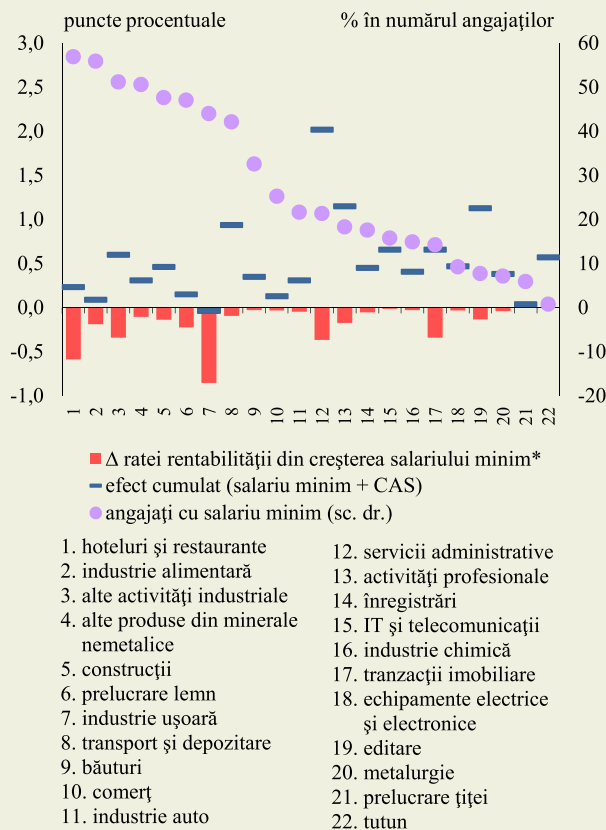 puncte procentuale % în numărul angajaţilor
3,0 60
2,5 50
2,0 40
1,5 30
1,0 20
0,5 10
0,0 0
-0,5 -10
-1,0 -20
1 2 3 4 5 6 7 8 9 10 11 12 13 14 15 16 17 18 19 20 21 22
Δ ratei rentabilităţii din creşterea salariului minim*
efect cumulat (salariu minim + CAS)
angajaţi cu salariu minim (sc. dr.)
1. hoteluri şi restaurante
2. industrie alimentară
3. alte activităţi industriale
4. alte produse din minerale
nemetalice
5. construcţii
6. prelucrare lemn
7. industrie uşoară
8. transport şi depozitare
9. băuturi
10. comerţ
11. industrie auto
12. servicii administrative
13. activităţi profesionale
14. înregistrări
15. IT şi telecomunicaţii
16. industrie chimică
17. tranzacţii imobiliare
18. echipamente electrice
şi electronice
19. editare
20. metalurgie
21. prelucrare ţiţei
22. tutun